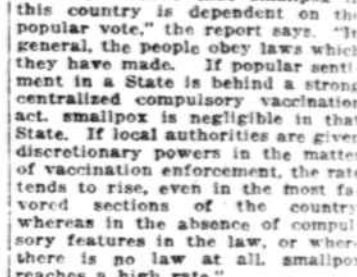 this country is dependent on the
popular vote," the report says. "In
general, the people obey laws which
they have made. If popular senti-
ment in a State is behind a strong
centralized compulsory vaccination
act, smallpox is negligible in that
State. If local authorities are given
discretionary powers in the matter
of vaccination enforcement, the rate
tends to rise, even in the most fa-
vored sections of the country
whereas in the absence of compul-
sory features in the law, or where
there is no law at all, smallpox
reaches a high rate."